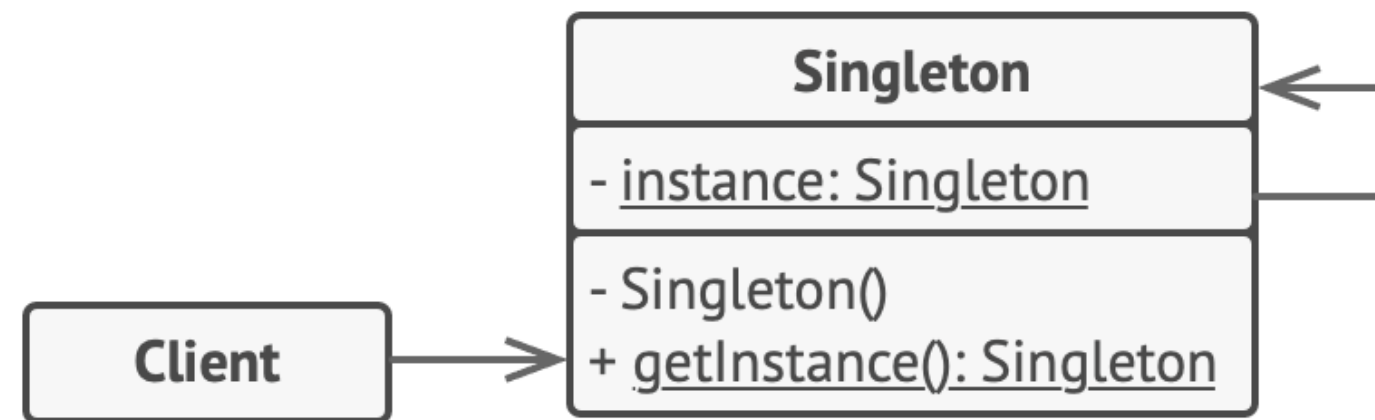 Singleton
- instance: Singleton
- Singleton()
+ getInstance(): Singleton
Client